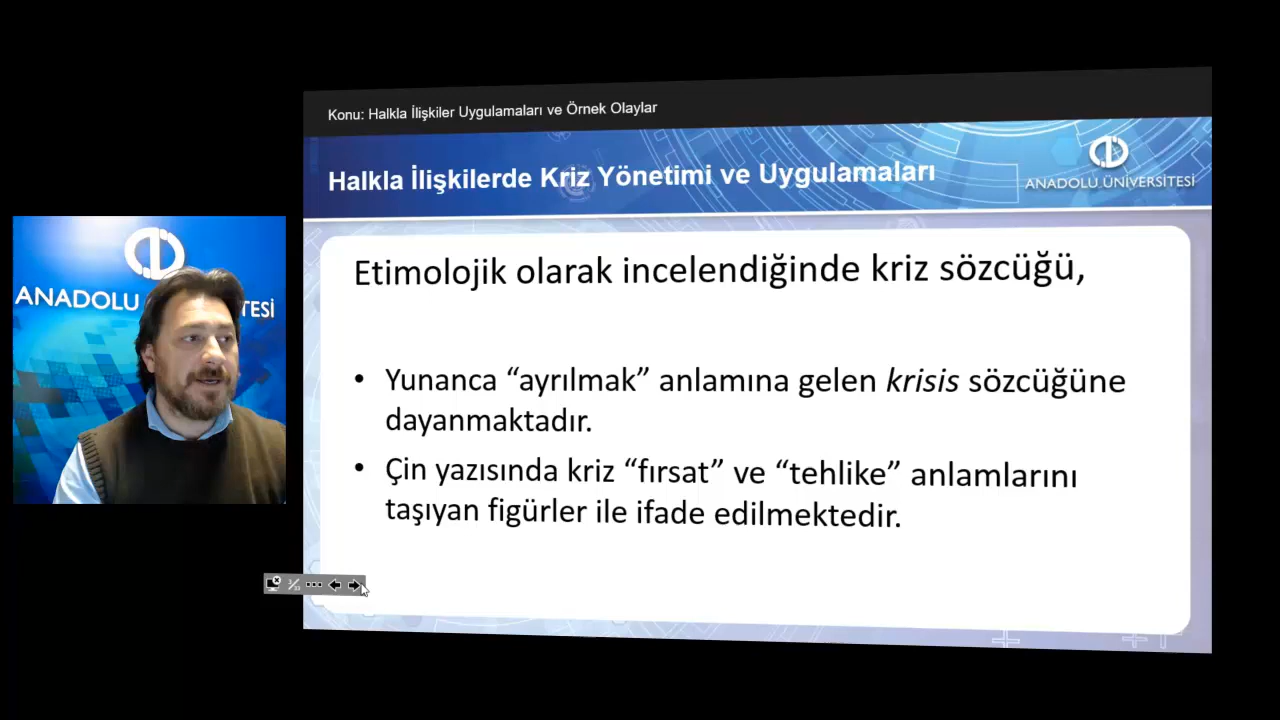 Konu: Halkla İlişkiler Uygulamaları ve Örnek Olaylar
Halkla İlişkilerde Kriz Yönetimi ve Uygulamaları
ANADOLU ÜNİVERSİTESİ
Etimolojik olarak incelendiğinde kriz sözcüğü,
• Yunanca “ayrılmak” anlamına gelen krisis sözcüğüne
dayanmaktadır.
• Çin yazısında kriz “fırsat” ve “tehlike” anlamlarını
taşıyan figürler ile ifade edilmektedir.
ANADOLU TESİ